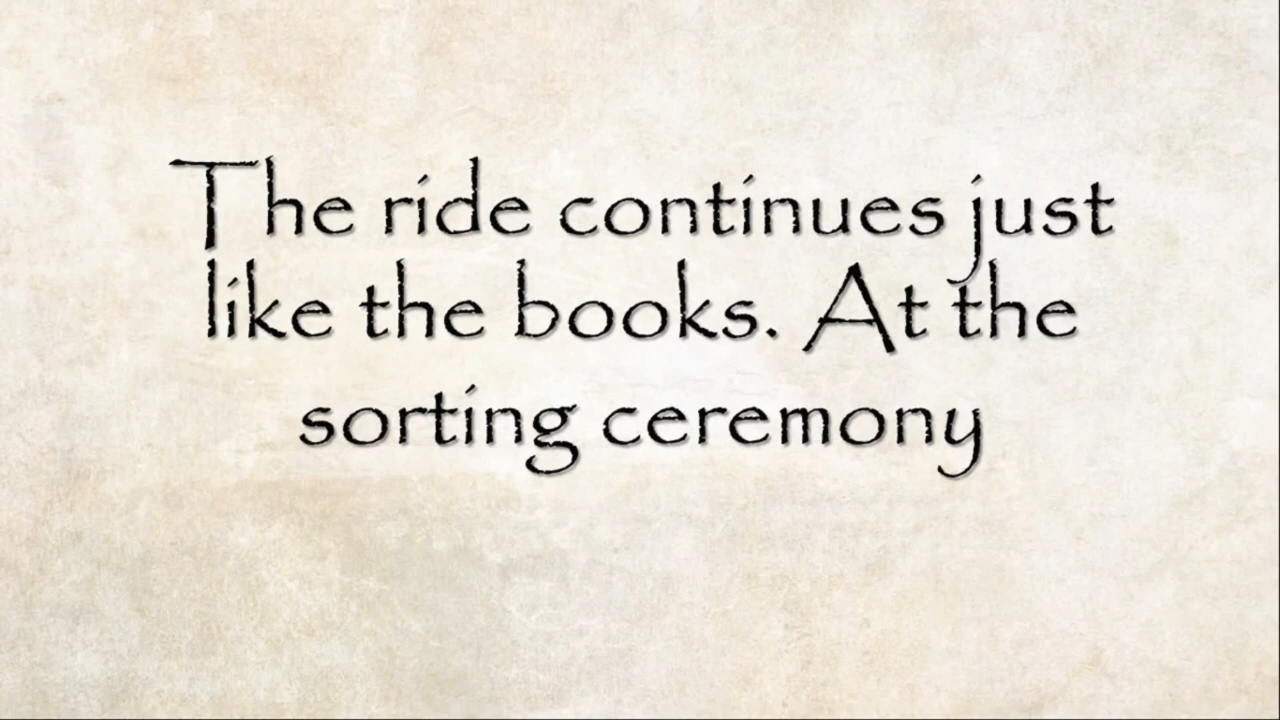 The ride continues just
like the books. At the
sorting ceremony